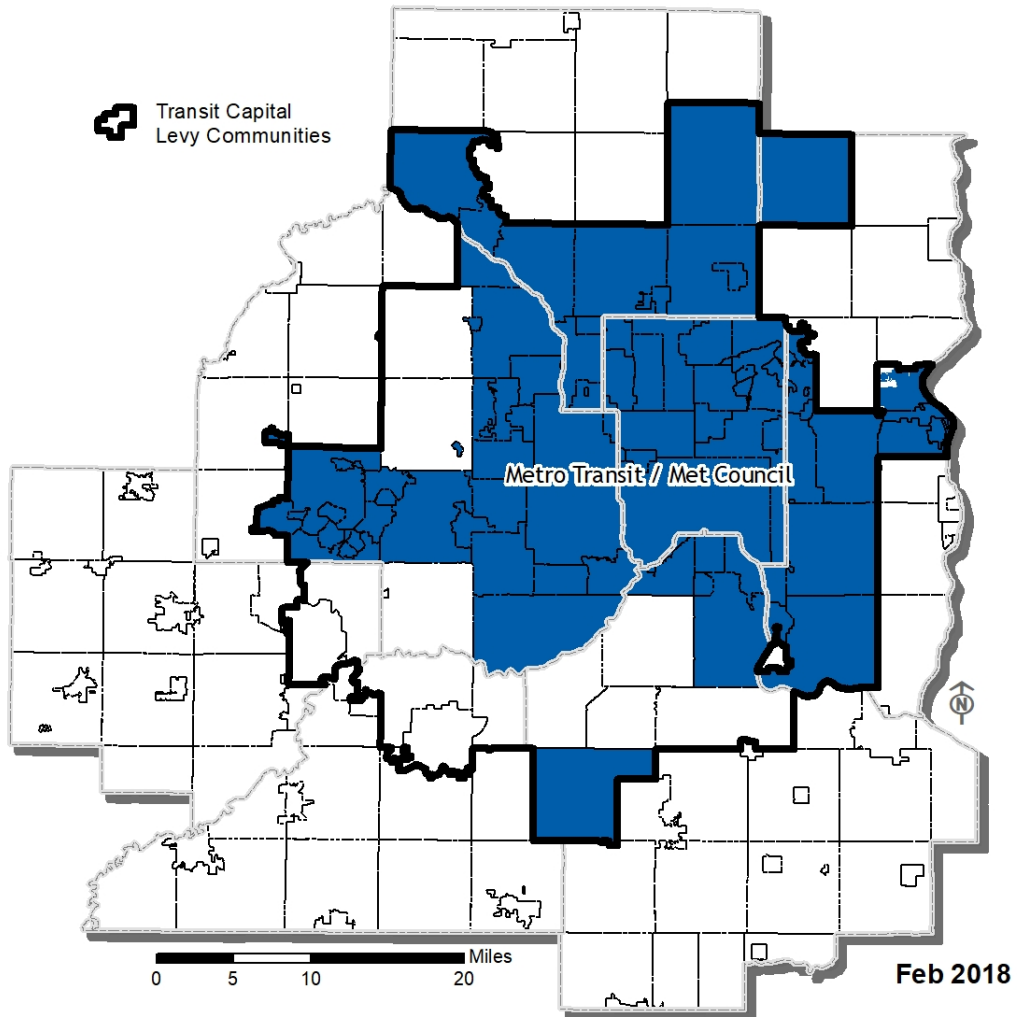 Transit Capital
Levy Communities
Metro Transit / Met Council
N
Miles
0 5 10 20
Feb 2018